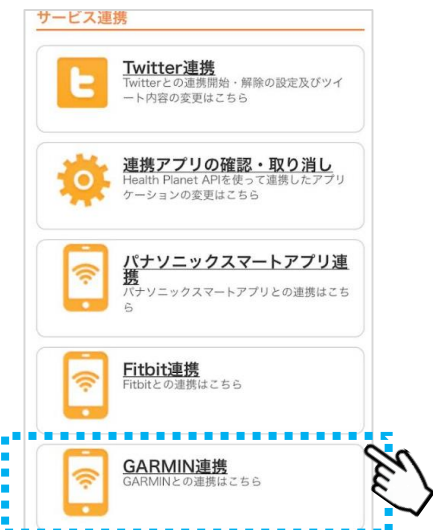 サービス連携
Twitter連携
Twitterとの連携開始・解除の設定及びツイ
ート内容の変更はこちら
連携アプリの確認・取り消し
Health Planet APIを使って連携したアプリ
ケーションの変更はこちら
パナソニックスマートアプリ連
携
パナソニックスマートアプリとの連携はこち
ら
Fitbit連携
Fitbitとの連携はこちら
GARMIN連携
GARMINとの連携はこちら